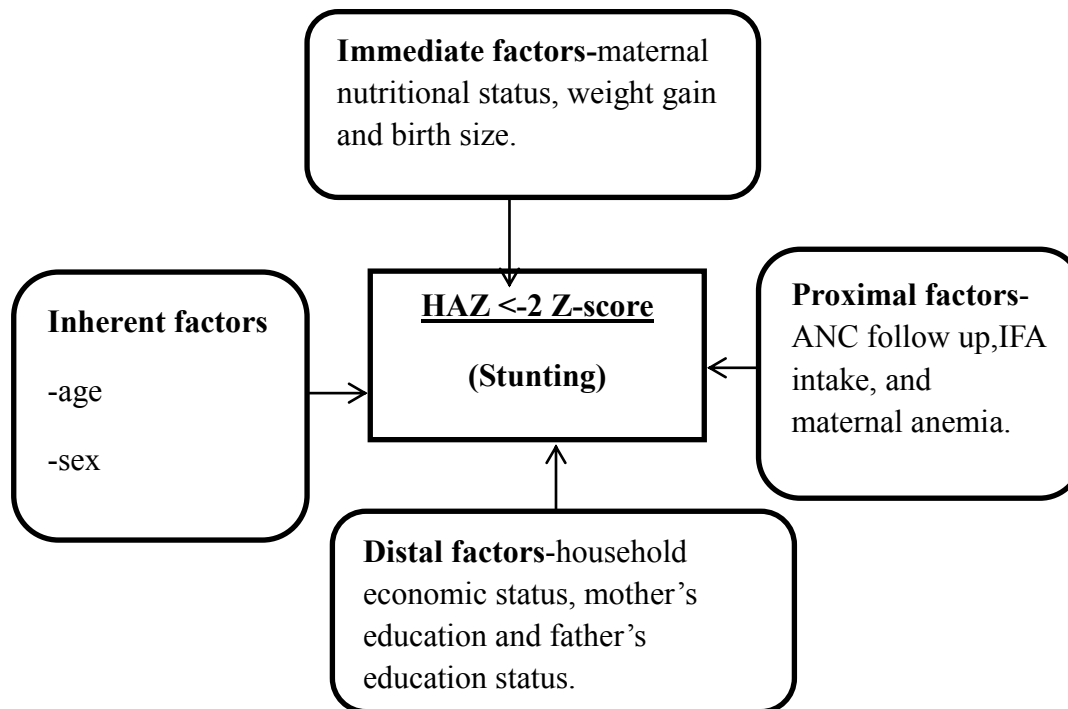 Immediate factors-maternal
nutritional status, weight gain
and birth size.
Inherent factors
-age
-sex
HAZ <-2 Z-score
(Stunting)
Proximal factors-
ANC follow up,IFA
intake, and
maternal anemia.
Distal factors-household
economic status, mother’s
education and father’s
education status.